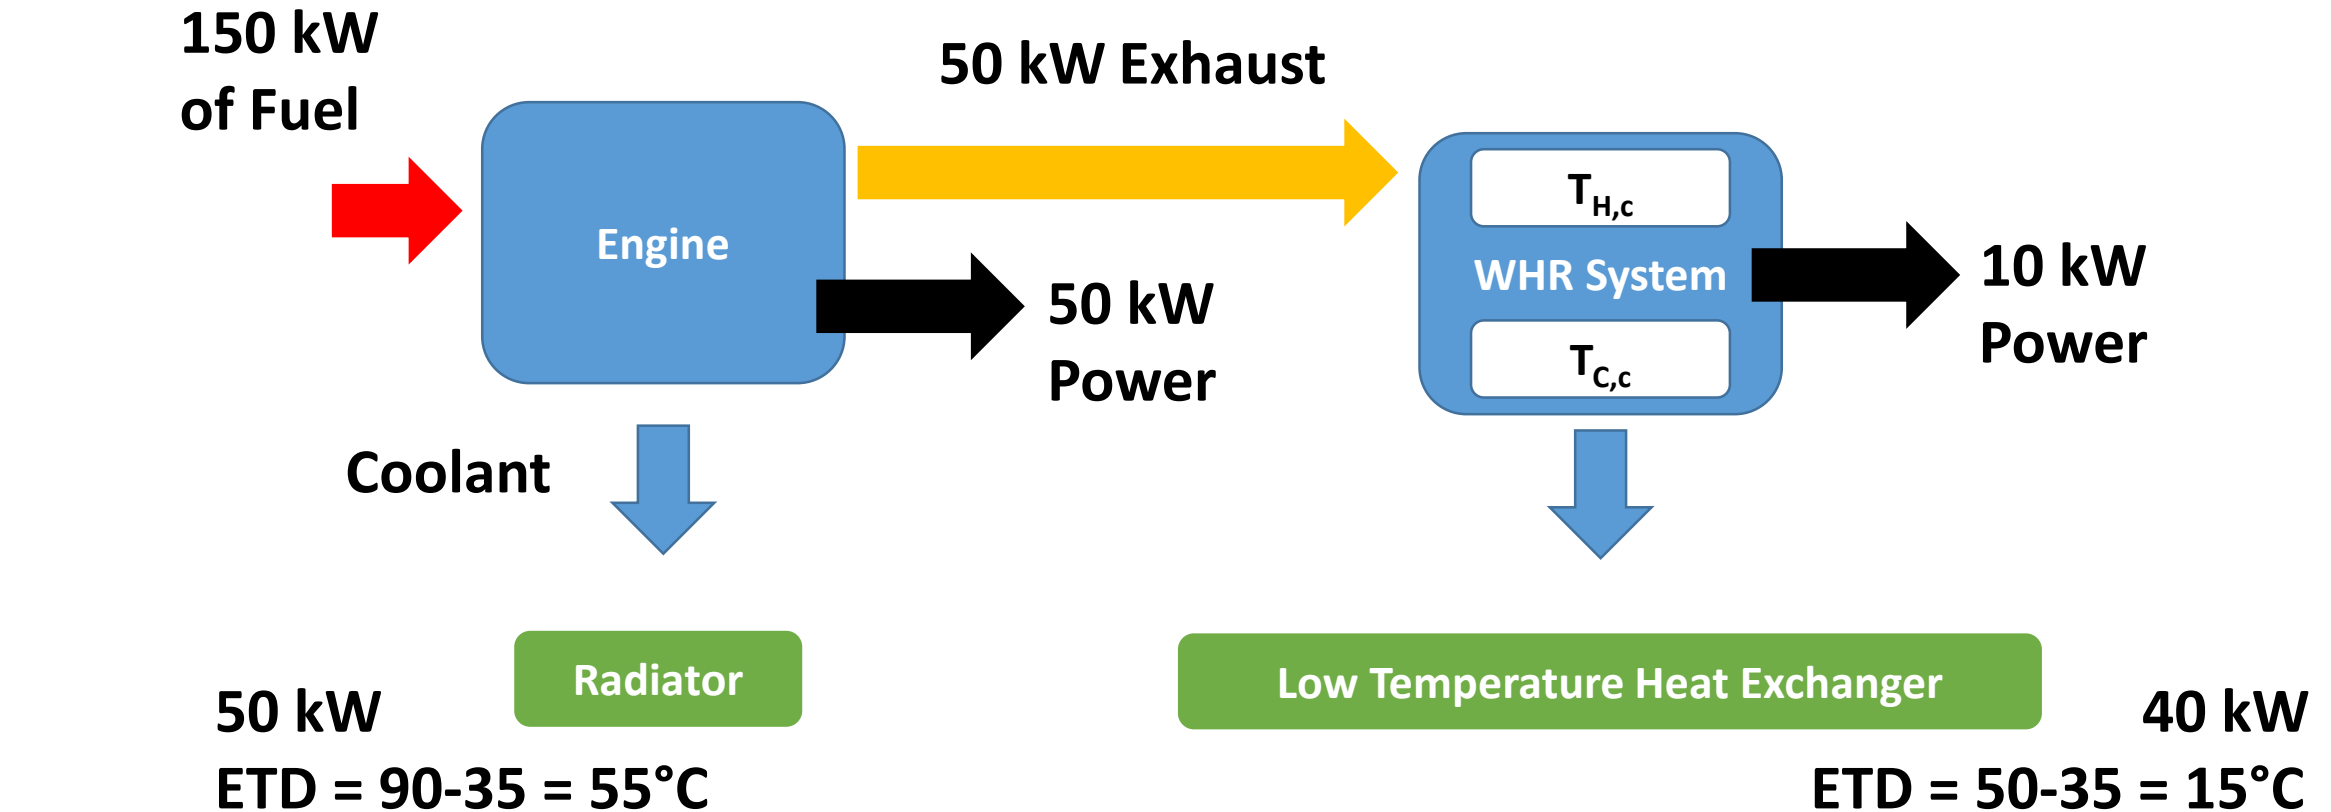 150 kW
of Fuel
50 kW Exhaust
Engine
50 kW
Power
T_H,c
WHR System
T_C,c
10 kW
Power
Coolant
Radiator
50 kW
ETD = 90-35 = 55°C
Low Temperature Heat Exchanger
40 kW
ETD = 50-35 = 15°C